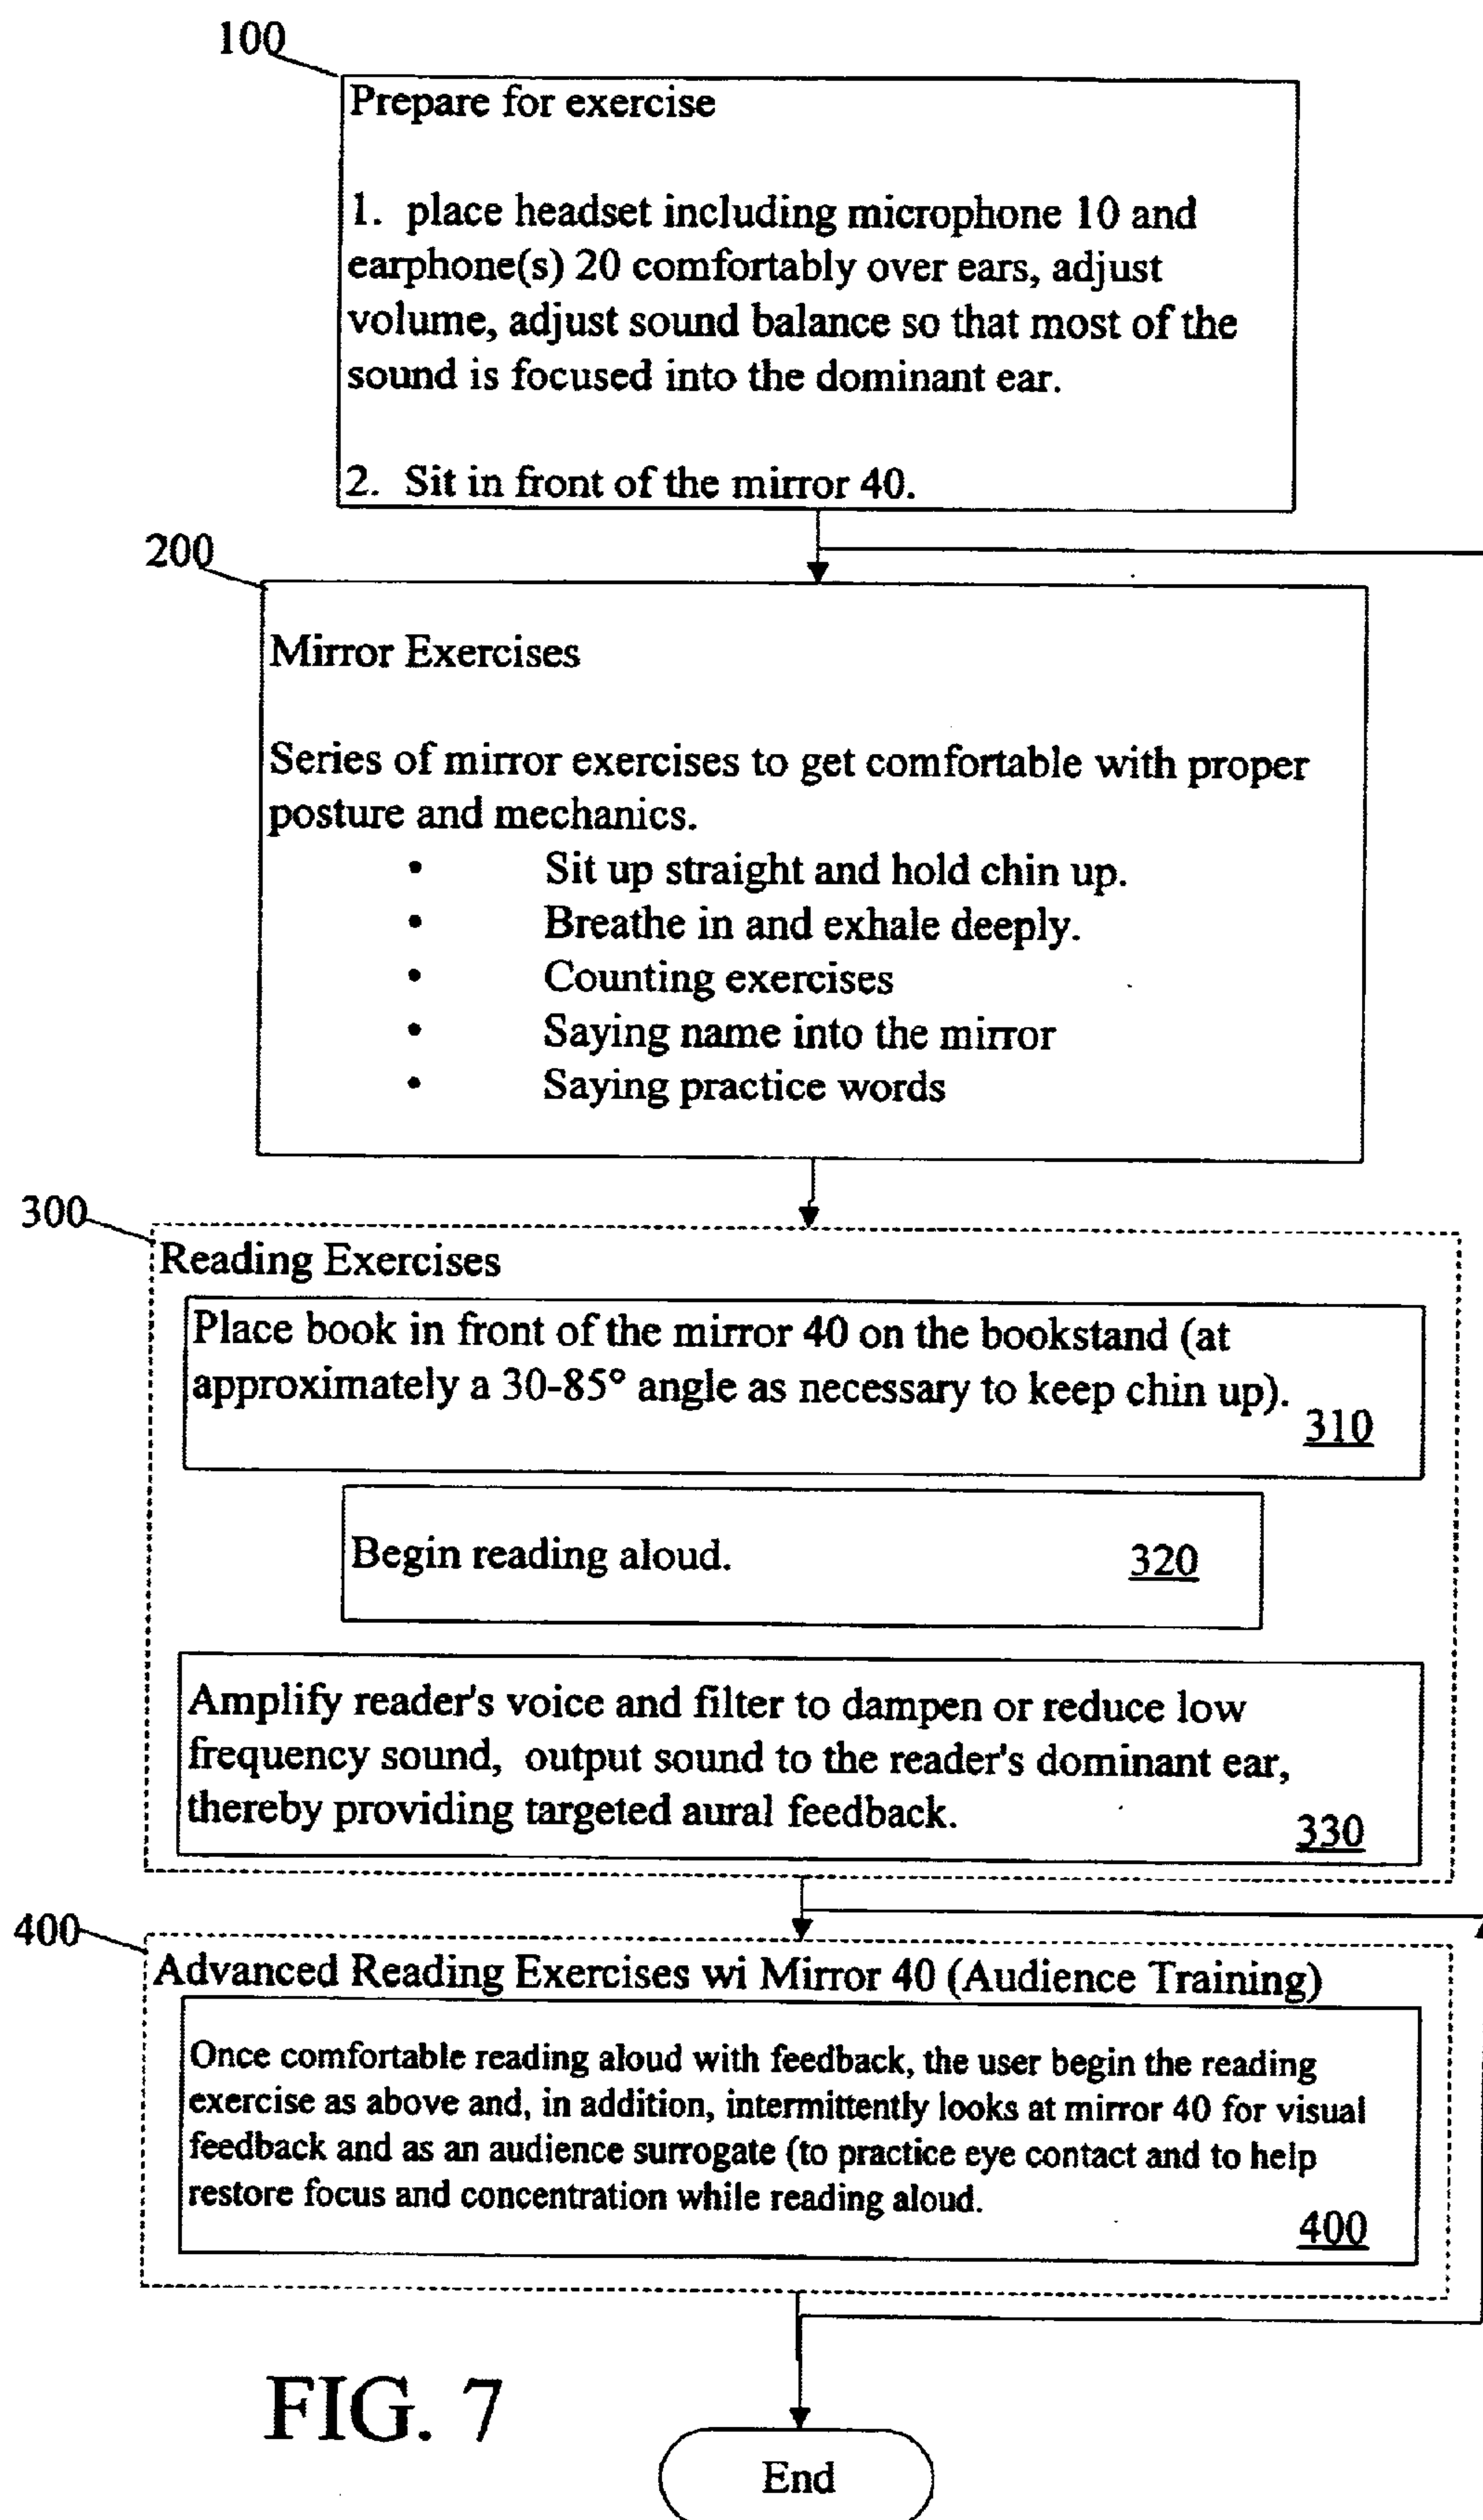 100
Prepare for exercise
1. place headset including microphone 10 and
earphone(s) 20 comfortably over ears, adjust
volume, adjust sound balance so that most of the
sound is focused into the dominant ear.
2. Sit in front of the mirror 40.
200
Mirror Exercises
Series of mirror exercises to get comfortable with proper
posture and mechanics.
• Sit up straight and hold chin up.
• Breathe in and exhale deeply.
• Counting exercises
• Saying name into the mirror
• Saying practice words
300
Reading Exercises
Place book in front of the mirror 40 on the bookstand (at
approximately a 30-85° angle as necessary to keep chin up).
310
Begin reading aloud. 320
Amplify reader's voice and filter to dampen or reduce low
frequency sound, output sound to the reader's dominant ear,
thereby providing targeted aural feedback.
330
400
Advanced Reading Exercises wi Mirror 40 (Audience Training)
Once comfortable reading aloud with feedback, the user begin the reading
exercise as above and, in addition, intermittently looks at mirror 40 for visual
feedback and as an audience surrogate (to practice eye contact and to help
restore focus and concentration while reading aloud.
400
FIG. 7
End